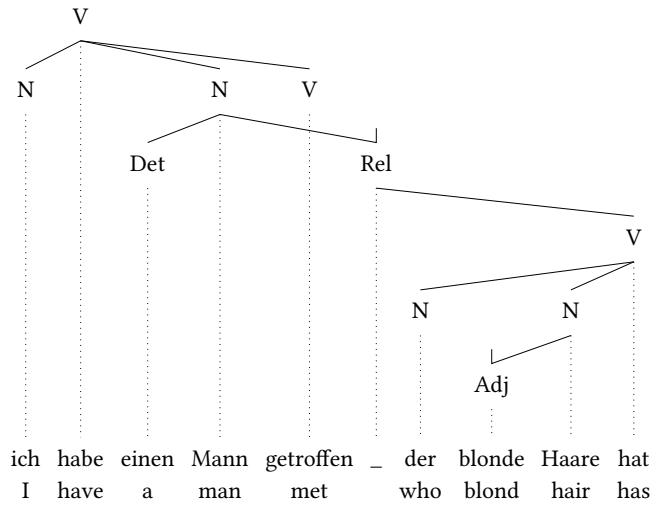 V
N N V
Det Rel
V
N N
Adj
ich habe einen Mann getroffen _ der blonde Haare hat
I have a man met who blond hair has